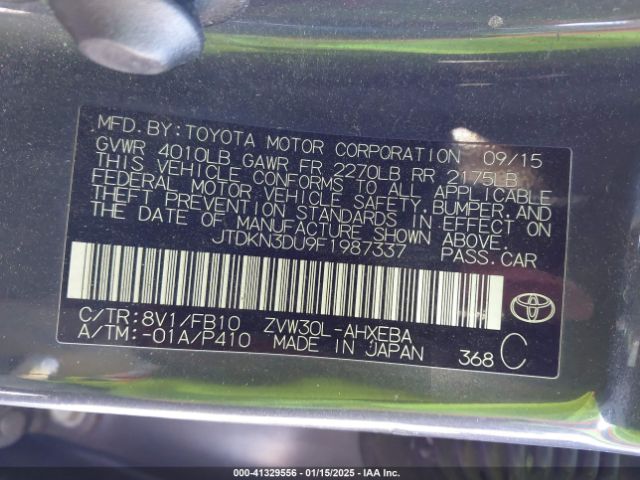 MFD. BY: TOYOTA MOTOR CORPORATION 09/15
GVWR 4010LB GAWR FR 2270LB RR 2175LB
THIS VEHICLE CONFORMS TO ALL APPLICABLE
FEDERAL MOTOR VEHICLE SAFETY, BUMPER, AND
THEFT PREVENTION STANDARDS IN EFFECT ON
THE DATE OF MANUFACTURE SHOWN ABOVE.
JTDKN3DU9F1987337 PASS. CAR
C/TR: 8V1/FB10 ZVW30L-AHXEBA
A/TM: -01A/P410 MADE IN JAPAN 368 C
000-41329556 - 01/15/2025 - IAA Inc.